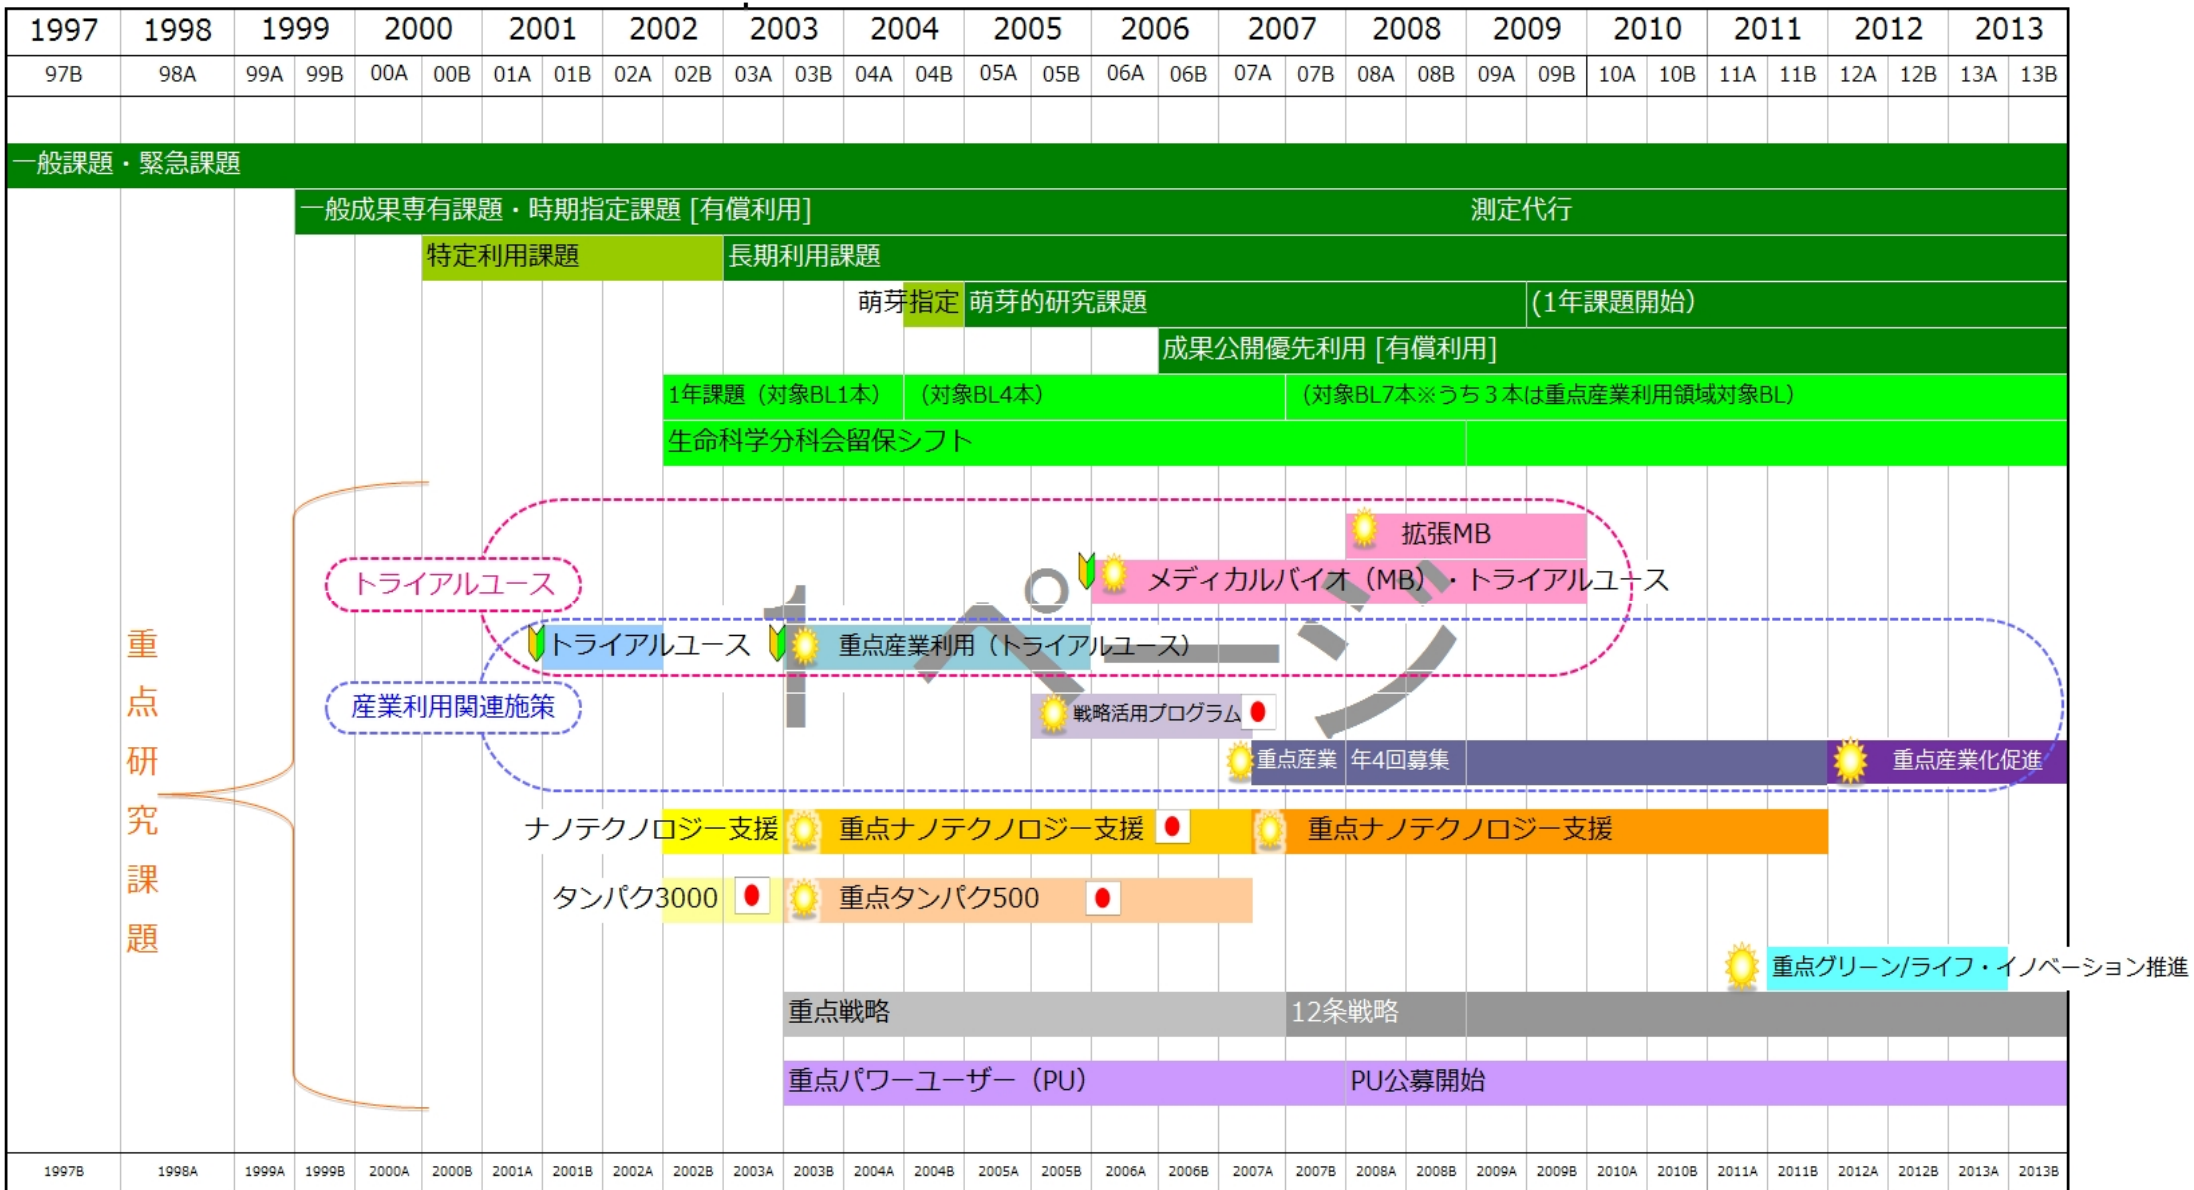 1997 1998 1999 2000 2001 2002 2003 2004 2005 2006 2007 2008 2009 2010 2011 2012 2013
97B 98A 99A 99B 00A 00B 01A 01B 02A 02B 03A 03B 04A 04B 05A 05B 06A 06B 07A 07B 08A 08B 09A 09B 10A 10B 11A 11B 12A 12B 13A 13B
一般課題・緊急課題
一般成果専有課題・時期指定課題 [有償利用] 測定代行
特定利用課題 長期利用課題
萌芽指定 萌芽的研究課題 (1年課題開始)
成果公開優先利用 [有償利用]
1年課題（対象BL1本） （対象BL4本） （対象BL7本※うち３本は重点産業利用領域対象BL）
生命科学分科会留保シフト
拡張MB
トライアルユース メディカルバイオ（MB）・トライアルユース
1 ページ
重点研究課題
トライアルユース 重点産業利用（トライアルユース）
産業利用関連施策 戦略活用プログラム
重点産業 年4回募集 重点産業化促進
ナノテクノロジー支援 重点ナノテクノロジー支援 重点ナノテクノロジー支援
タンパク3000 重点タンパク500
重点グリーン/ライフ・イノベーション推進
重点戦略 12条戦略
重点パワーユーザー（PU） PU公募開始
1997B 1998A 1999A 1999B 2000A 2000B 2001A 2001B 2002A 2002B 2003A 2003B 2004A 2004B 2005A 2005B 2006A 2006B 2007A 2007B 2008A 2008B 2009A 2009B 2010A 2010B 2011A 2011B 2012A 2012B 2013A 2013B